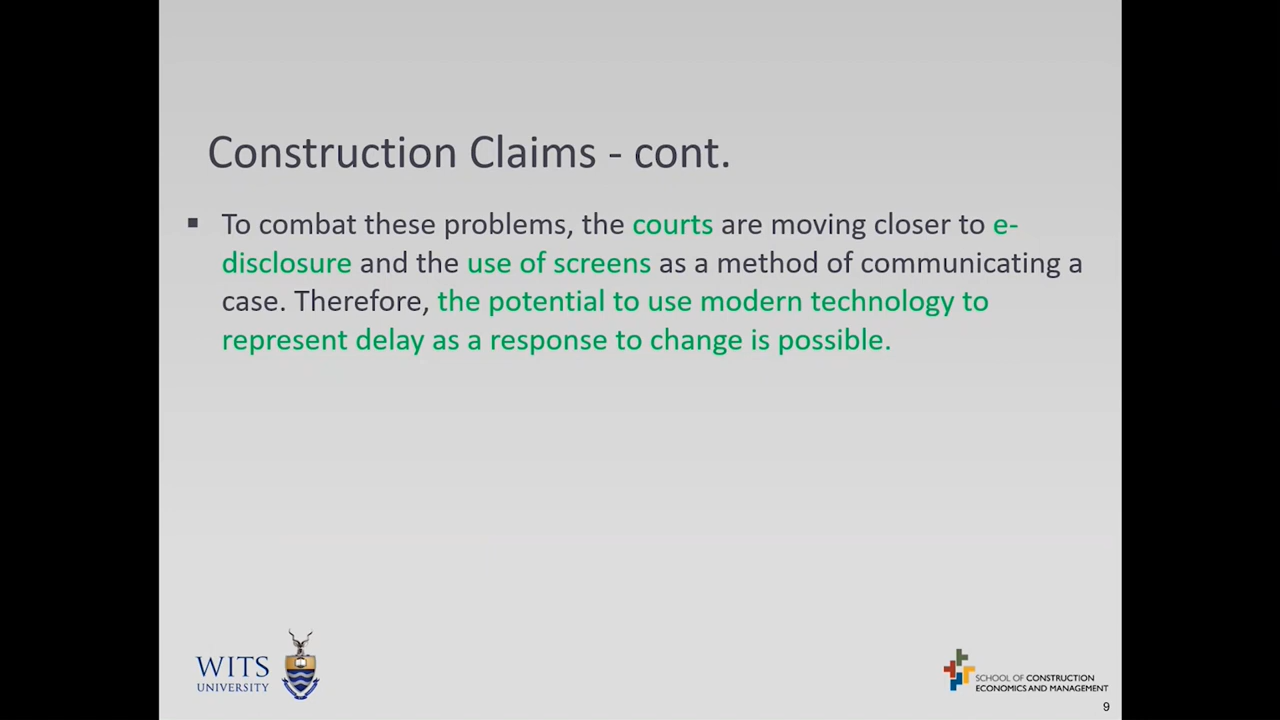 Construction Claims - cont.
▪ To combat these problems, the courts are moving closer to e-
disclosure and the use of screens as a method of communicating a
case. Therefore, the potential to use modern technology to
represent delay as a response to change is possible.
WITS
UNIVERSITY
SCHOOL OF CONSTRUCTION
ECONOMICS AND MANAGEMENT
9